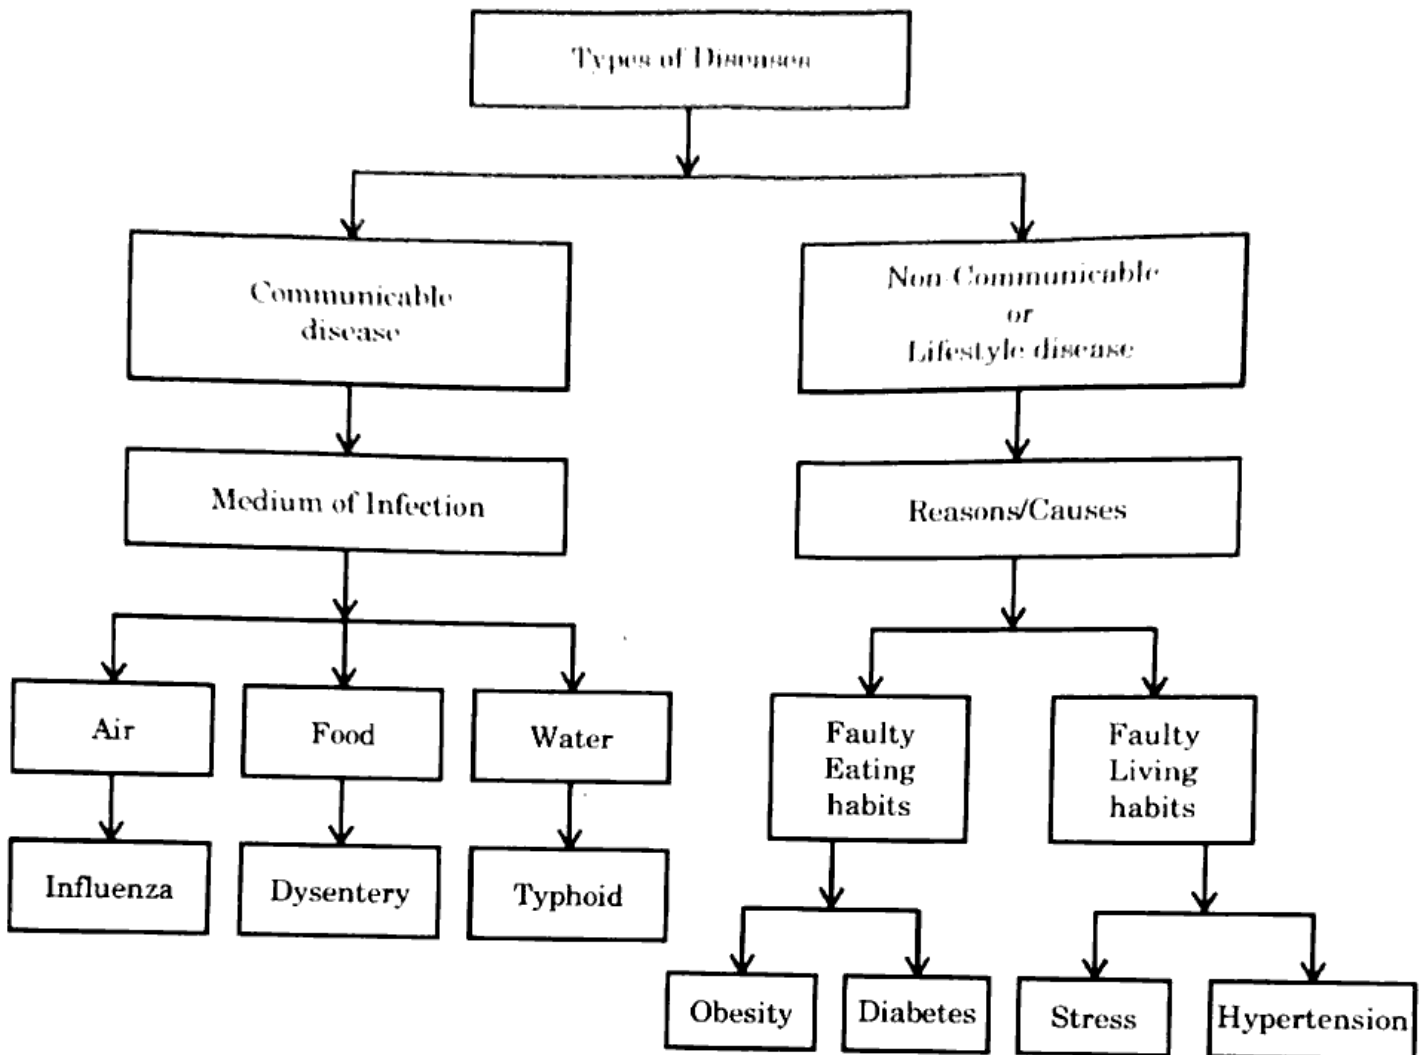 Types of Diseases
Communicable
disease
Non-Communicable
or
Lifestyle disease
Medium of Infection
Reasons/Causes
Air
Food
Water
Faulty
Eating
habits
Faulty
Living
habits
Influenza
Dysentery
Typhoid
Obesity
Diabetes
Stress
Hypertension